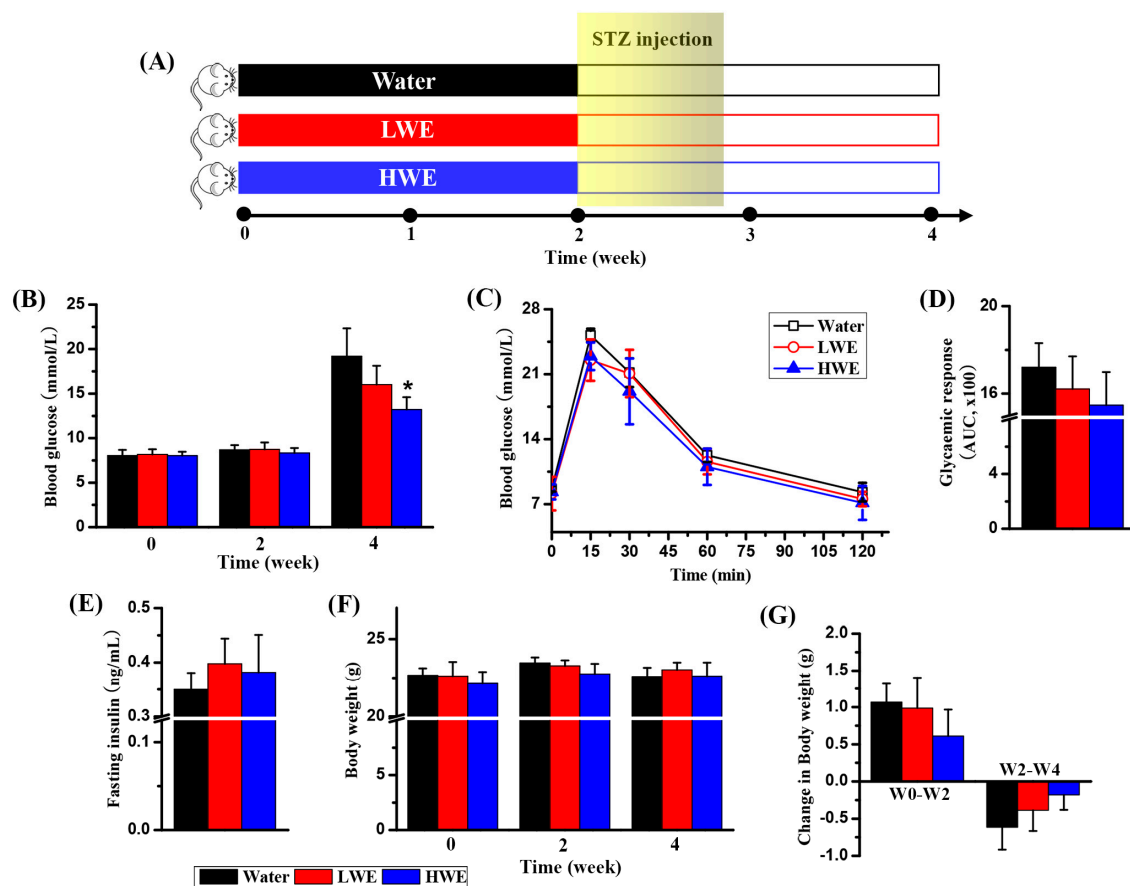 STZ injection
(A)
Water
LWE
HWE
0 1 2 3 4
Time (week)
(B)
Blood glucose (mmol/L)
25
20
15
10
5
0
*
0 2 4
Time (week)
(C)
Blood glucose (mmol/L)
28
21
14
7
Water
LWE
HWE
0 15 30 45 60 75 90 105 120
Time (min)
(D)
Glycaemic response
(AUC, x100)
20
16
4
0
(E)
Fasting insulin (ng/mL)
0.5
0.4
0.3
0.1
0.0
(F)
Body weight (g)
25
20
5
0
0 2 4
Time (week)
(G)
Change in Body weight (g)
2.0
1.5
1.0
0.5
0.0
-0.5
-1.0
W2-W4
W0-W2
Water LWE HWE